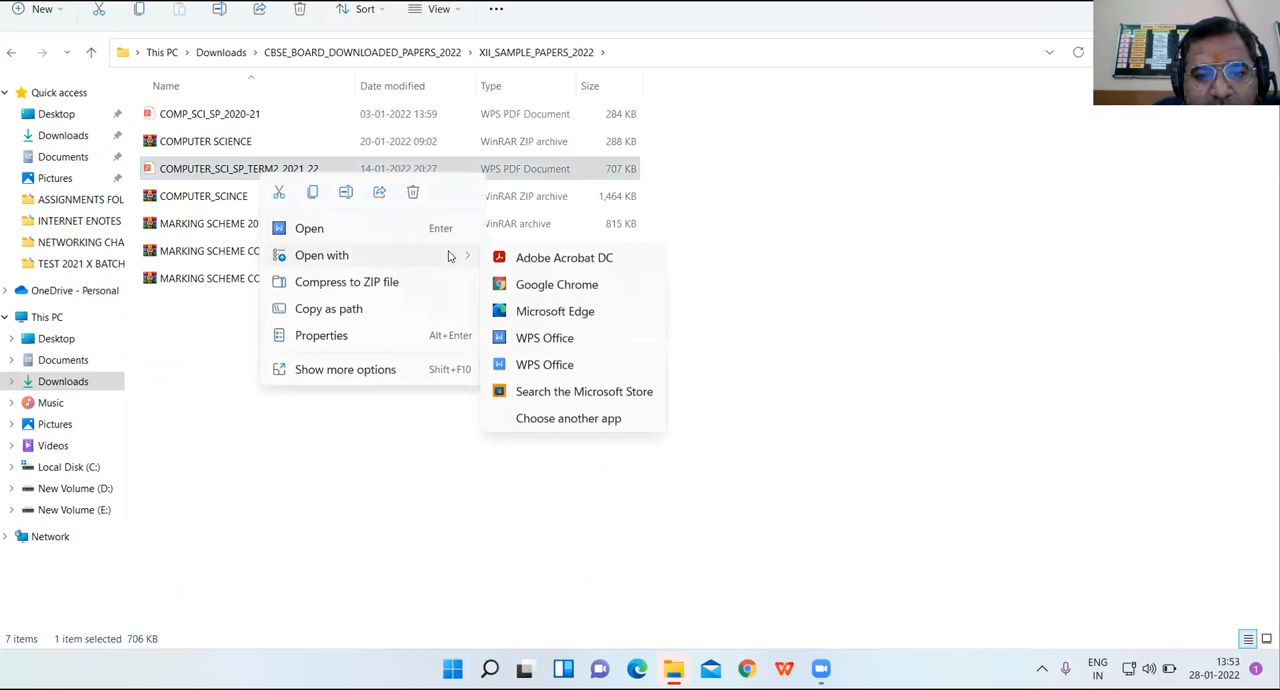 New
Sort
View
This PC
Downloads
CBSE_BOARD_DOWNLOADED_PAPERS_2022
XII_SAMPLE_PAPERS_2022
Name
Date modified
Type
Size
Quick access
Desktop
Downloads
Documents
Pictures
ASSIGNMENTS FOL
INTERNET ENOTES
NETWORKING CHA
TEST 2021 X BATCH
OneDrive - Personal
This PC
Desktop
Documents
Downloads
Music
Pictures
Videos
Local Disk (C:)
New Volume (D:)
New Volume (E:)
Network
COMP_SCI_SP_2020-21 03-01-2022 13:59 WPS PDF Document 284 KB
COMPUTER SCIENCE 20-01-2022 09:02 WinRAR ZIP archive 288 KB
COMPUTER_SCI_SP_TERM2_2021_22 14-01-2022 20:27 WPS PDF Document 707 KB
COMPUTER_SCINCE WinRAR ZIP archive 1,464 KB
MARKING SCHEME 20 WinRAR archive 815 KB
MARKING SCHEME CO
MARKING SCHEME CO
Open Enter
Open with
Compress to ZIP file
Copy as path
Properties Alt+Enter
Show more options Shift+F10
Adobe Acrobat DC
Google Chrome
Microsoft Edge
WPS Office
WPS Office
Search the Microsoft Store
Choose another app
7 items 1 item selected 706 KB
ENG
IN
13:53
28-01-2022
1